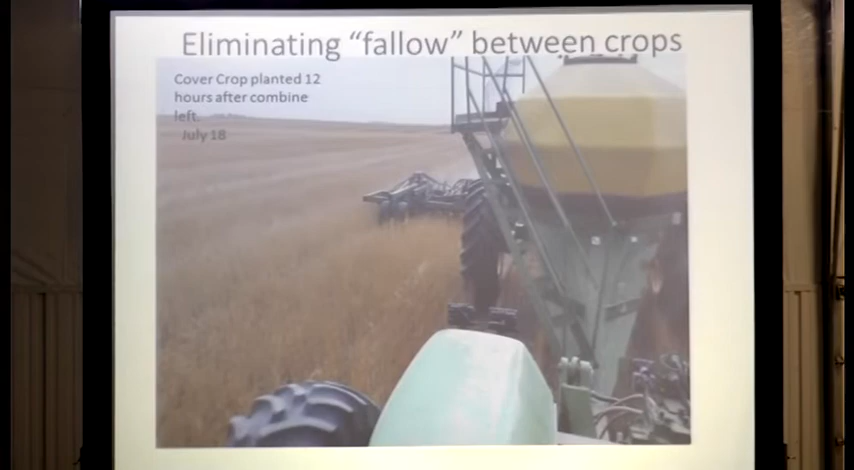 Eliminating “fallow” between crops
Cover Crop planted 12
hours after combine
left.
July 18